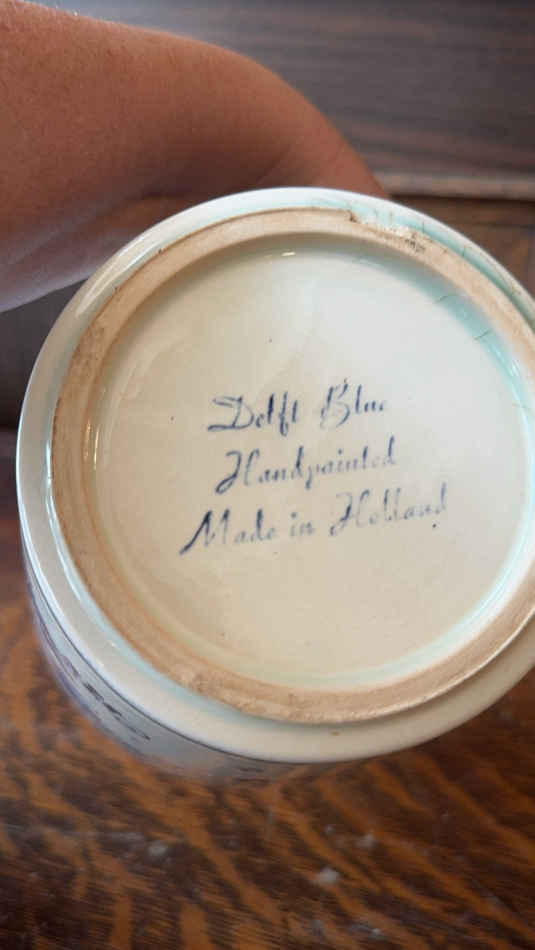 Delft Blue
Handpainted
Made in Holland